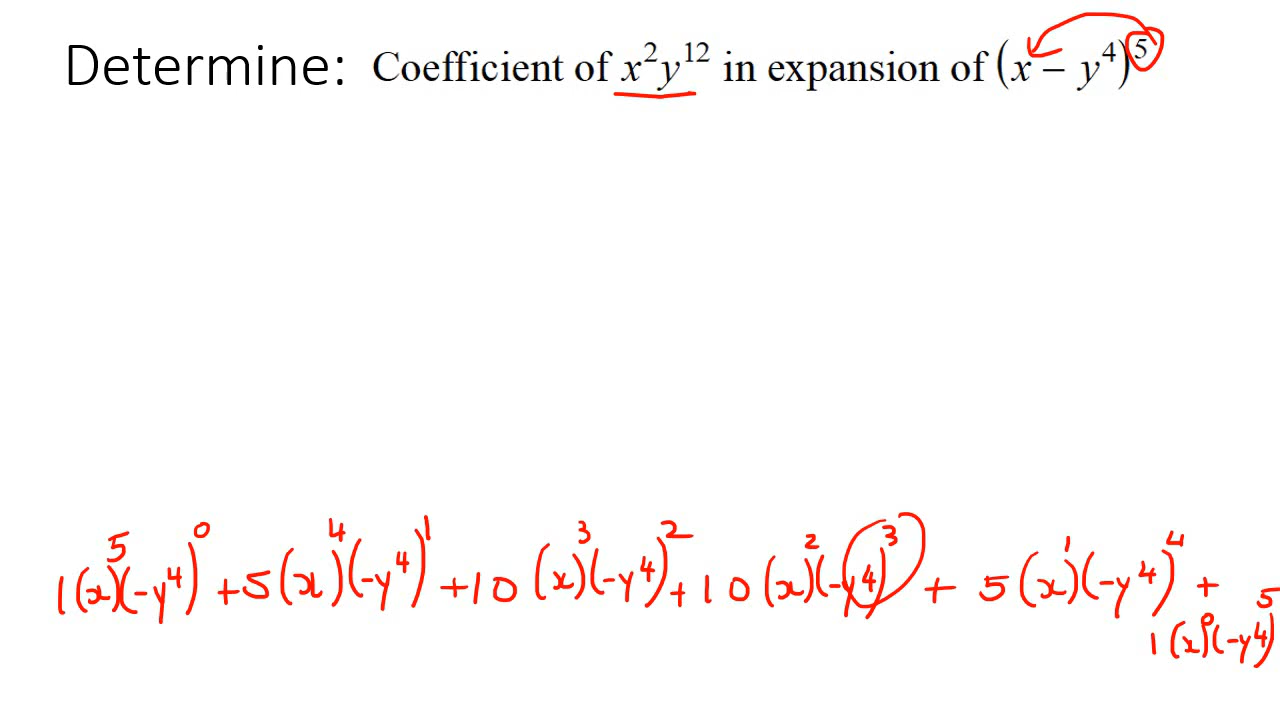 Determine: Coefficient of x²y¹² in expansion of (x − y⁴)⁵
1(x)⁵(-y⁴)⁰ + 5(x)⁴(-y⁴)¹ + 10(x)³(-y⁴)² + 10(x)²(-y⁴)³ + 5(x)¹(-y⁴)⁴ +
1(x)⁰(-y⁴)⁵